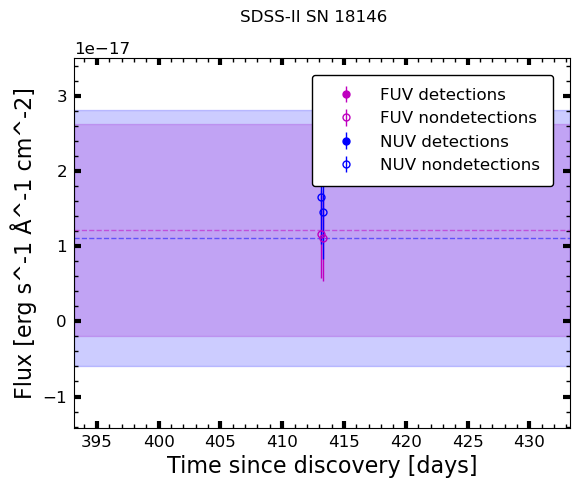 SDSS-II SN 18146
1e−17
FUV detections
FUV nondetections
NUV detections
NUV nondetections
3
2
1
0
−1
Flux [erg s^-1 Å^-1 cm^-2]
395 400 405 410 415 420 425 430
Time since discovery [days]